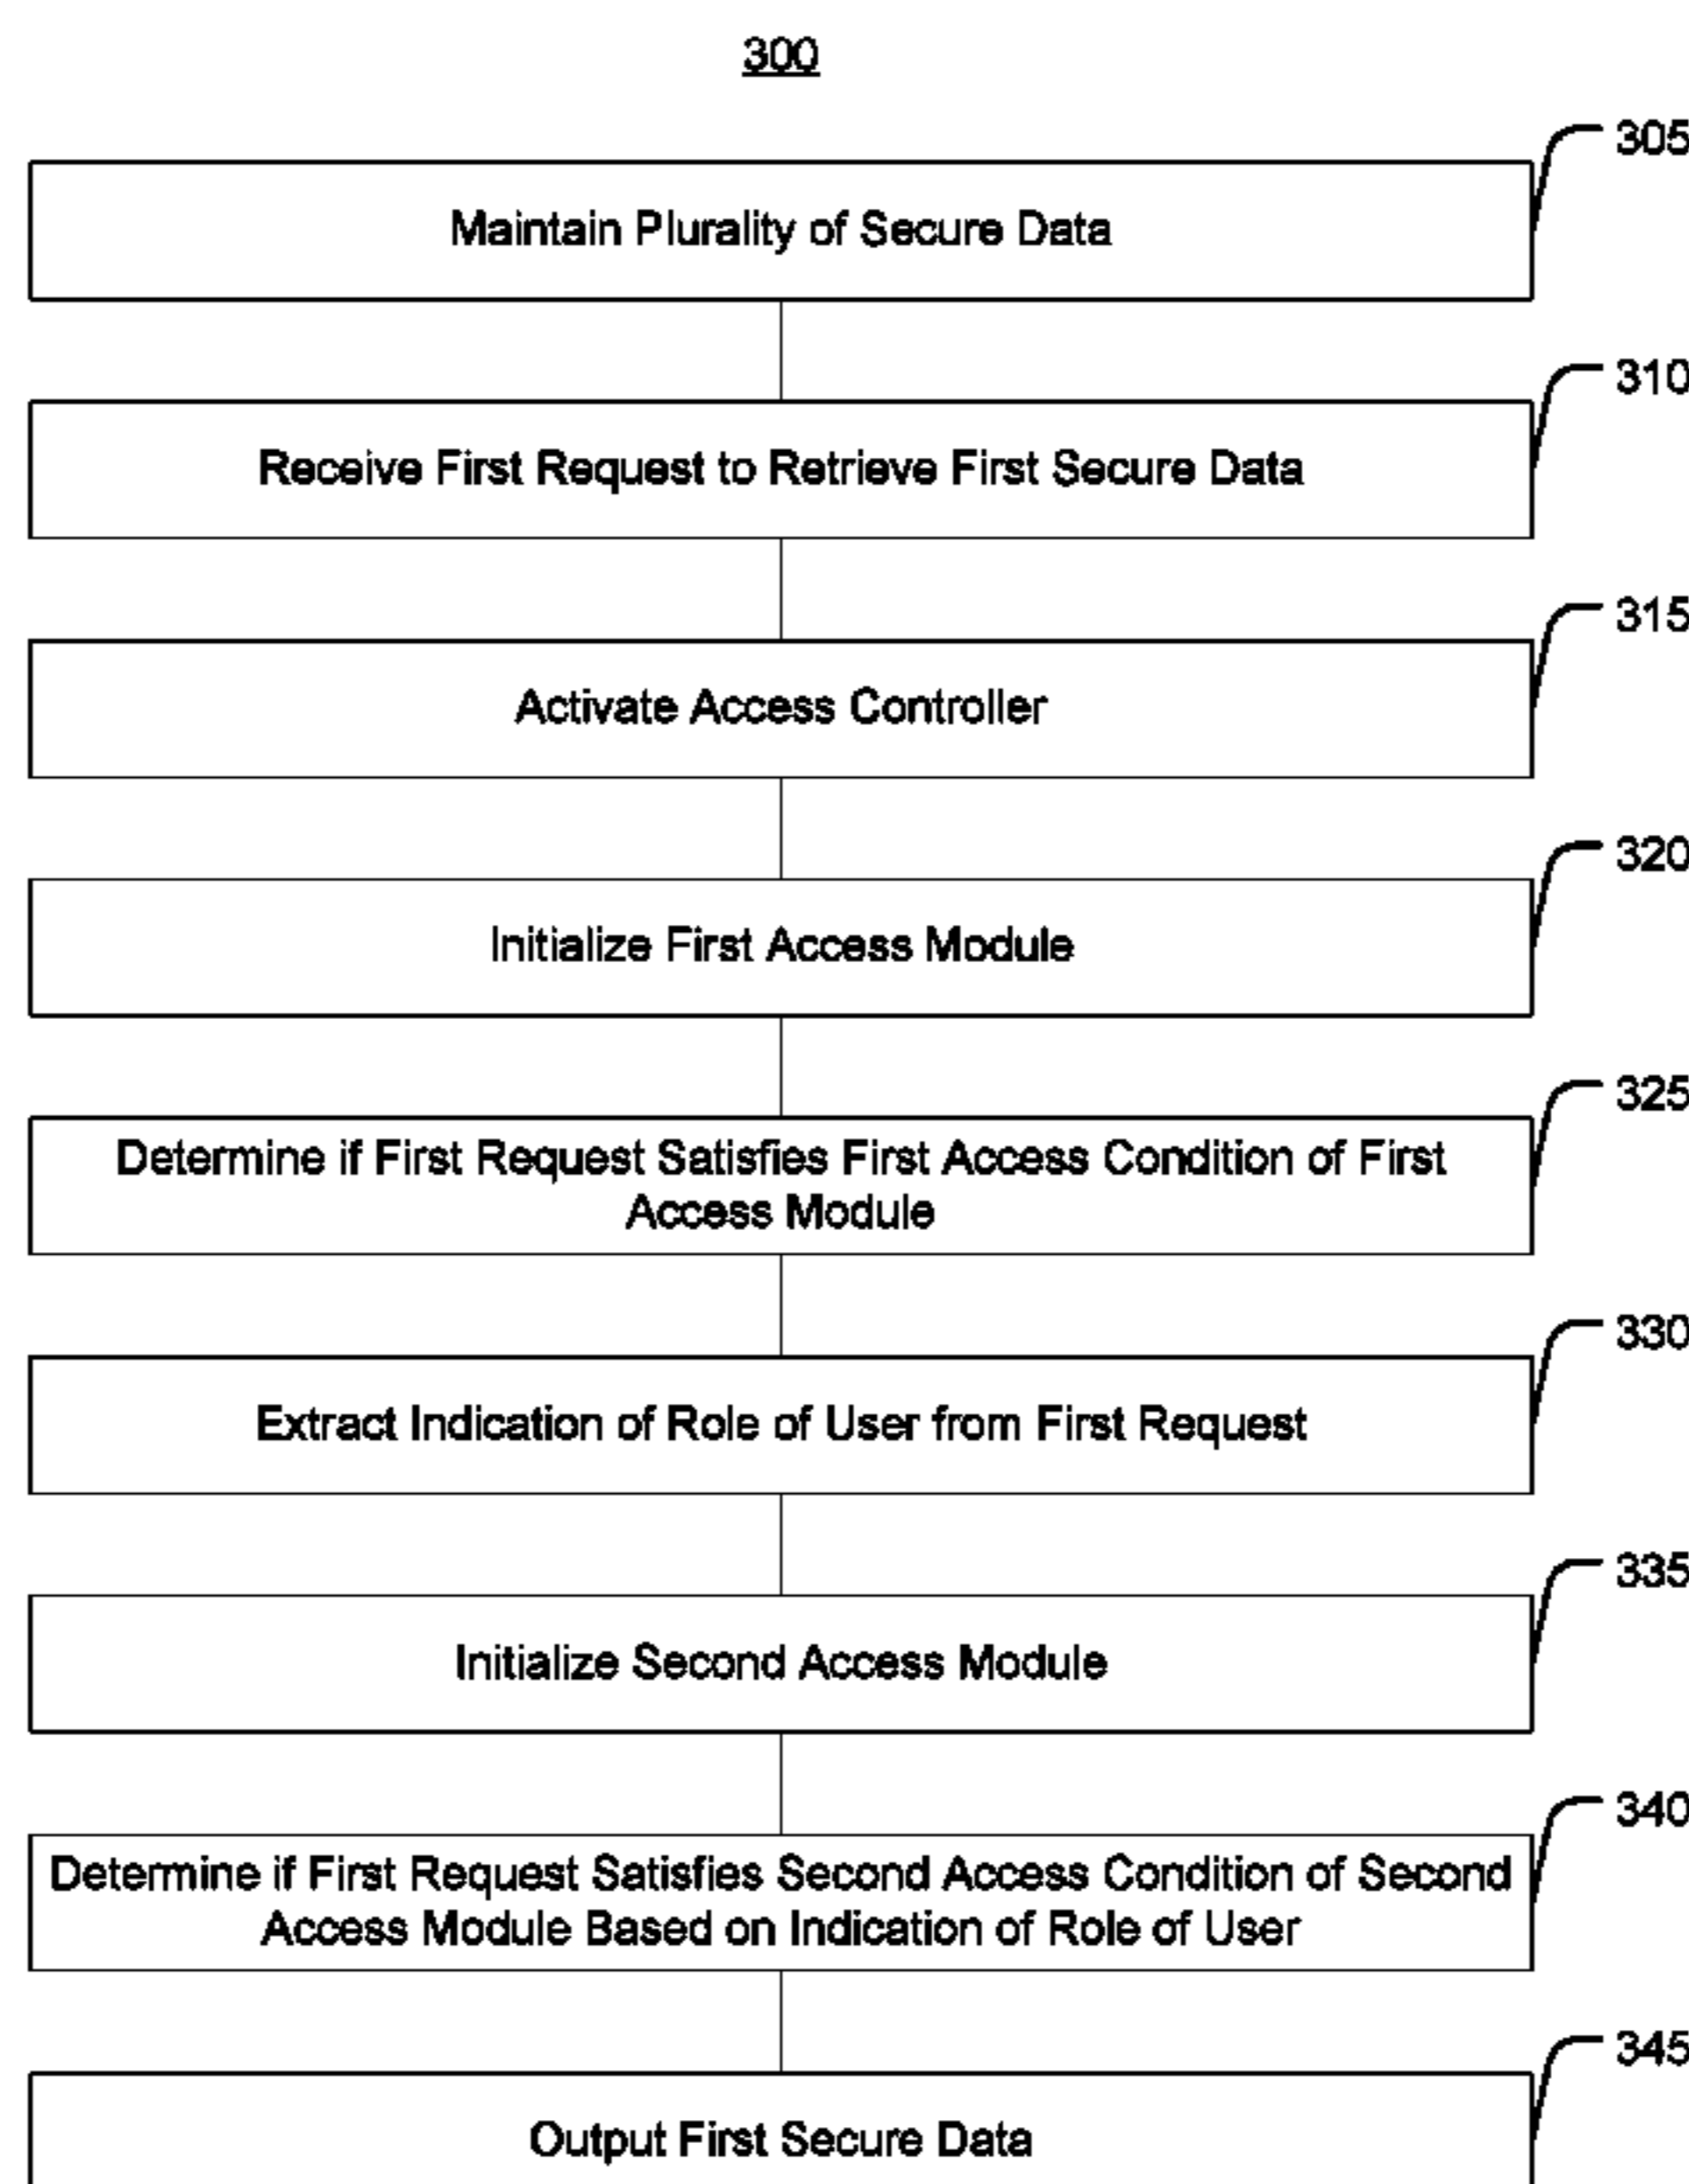 300
305
Maintain Plurality of Secure Data
310
Receive First Request to Retrieve First Secure Data
315
Activate Access Controller
320
Initialize First Access Module
325
Determine if First Request Satisfies First Access Condition of First
Access Module
330
Extract Indication of Role of User from First Request
335
Initialize Second Access Module
340
Determine if First Request Satisfies Second Access Condition of Second
Access Module Based on Indication of Role of User
345
Output First Secure Data